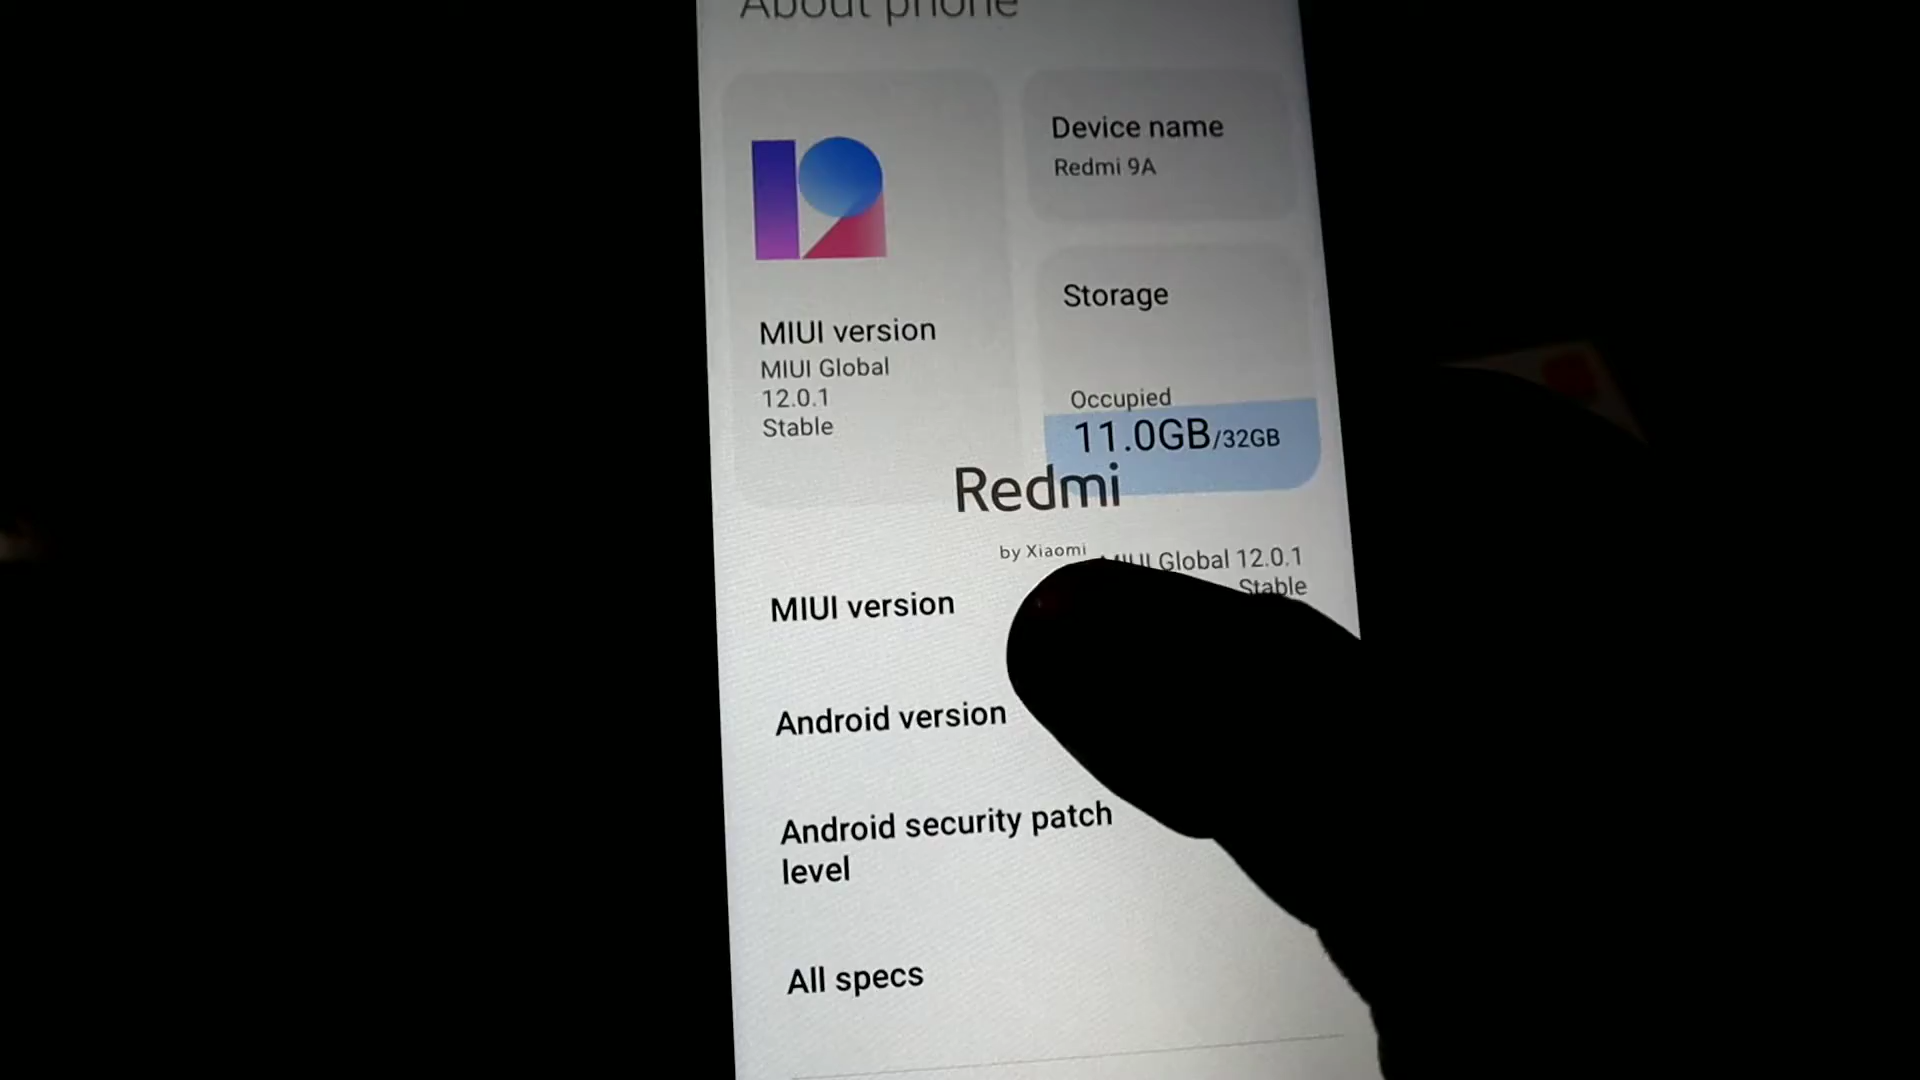 About phone
Device name
Redmi 9A
MIUI version
MIUI Global
12.0.1
Stable
Storage
Occupied
11.0GB/32GB
Redmi
by Xiaomi
MIUI version
MIUI Global 12.0.1
Stable
Android version
Android security patch
level
All specs